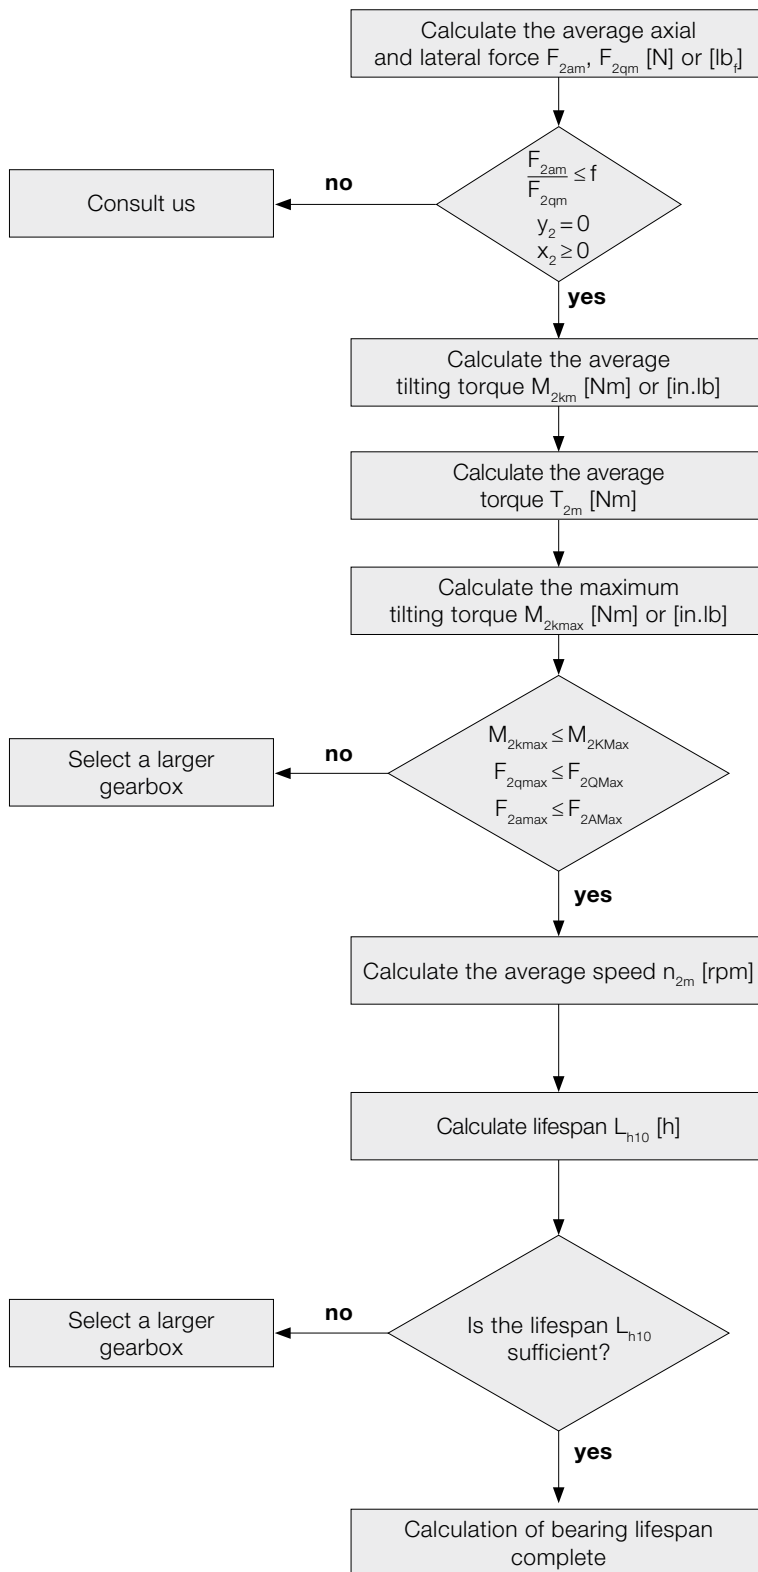 Calculate the average axial
and lateral force F₂ₐₘ, F₂qₘ [N] or [lb_f]
F₂ₐₘ
F₂qₘ
≤ f
y₂ = 0
x₂ ≥ 0
no
Consult us
yes
Calculate the average
tilting torque M₂ₖₘ [Nm] or [in.lb]
Calculate the average
torque T₂ₘ [Nm]
Calculate the maximum
tilting torque M₂ₖₘₐₓ [Nm] or [in.lb]
M₂ₖₘₐₓ ≤ M₂KMax
F₂qmax ≤ F₂QMax
F₂ₐₘₐₓ ≤ F₂AMax
no
Select a larger
gearbox
yes
Calculate the average speed n₂ₘ [rpm]
Calculate lifespan Lₕ₁₀ [h]
Is the lifespan Lₕ₁₀
sufficient?
no
Select a larger
gearbox
yes
Calculation of bearing lifespan
complete